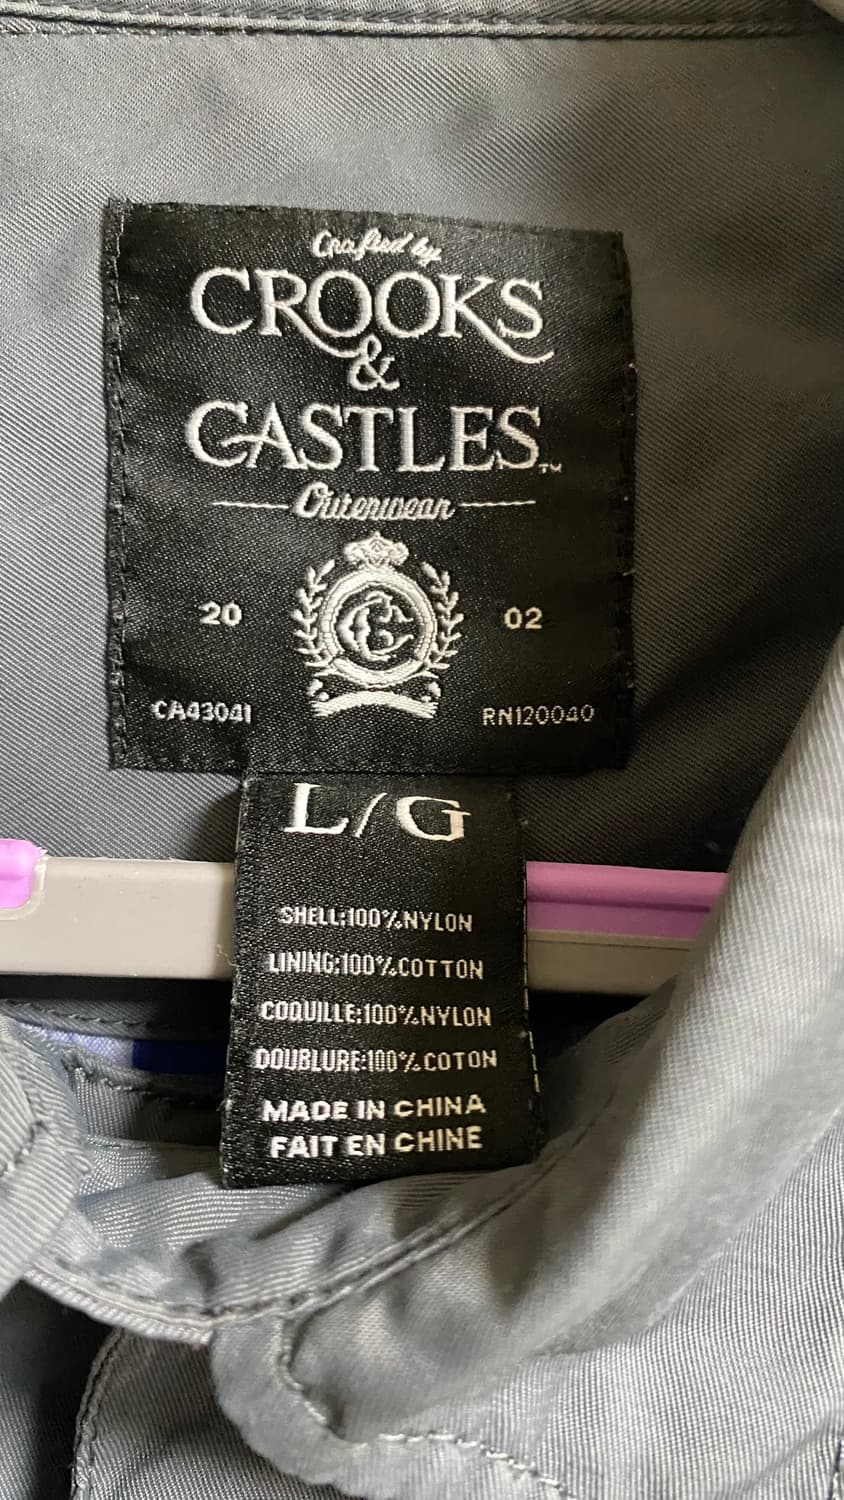 Crafted by
CROOKS
&
CASTLES™
Outerwear
20 02
CA43041 RN120040
L/G
SHELL:100%NYLON
LINING:100%COTTON
COQUILLE:100%NYLON
DOUBLURE:100%COTON
MADE IN CHINA
FAIT EN CHINE